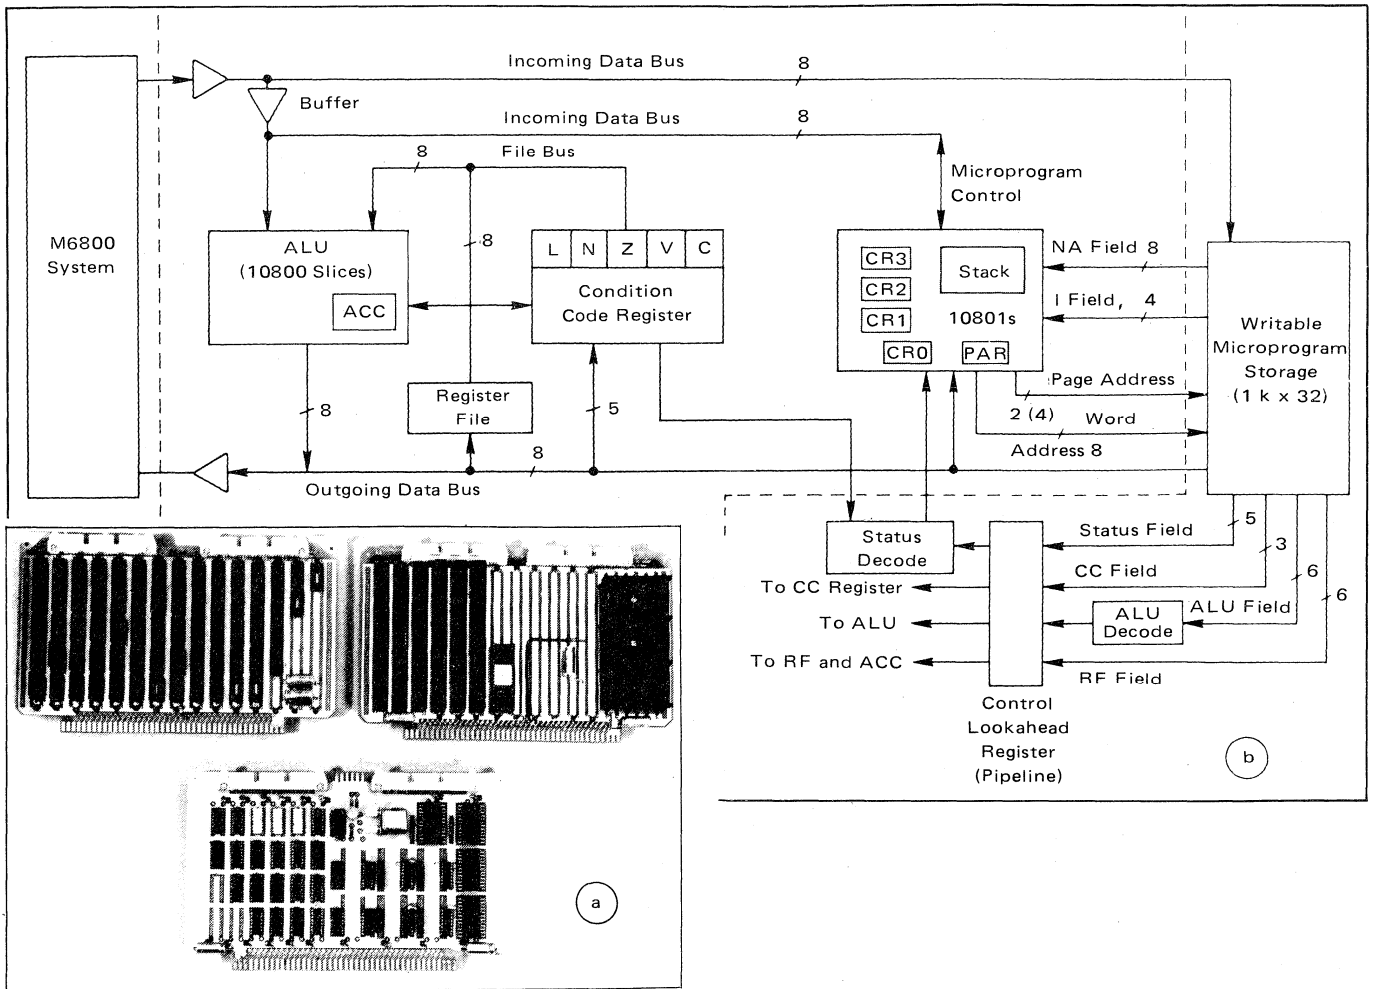 Incoming Data Bus 8
Buffer
Incoming Data Bus 8
8 File Bus
Microprogram
Control
M6800
System
ALU
(10800 Slices)
ACC
8
L N Z V C
Condition
Code Register
CR3
CR2
CR1
CR0
Stack
10801s
PAR
NA Field 8
I Field, 4
Writable
Microprogram
Storage
(1 k x 32)
Page Address
2 (4)
Word
Address 8
8
Register
File
5
8
Outgoing Data Bus
Status
Decode
Status Field
5
CC Field
3
To CC Register
ALU
Decode
ALU Field
6
To ALU
To RF and ACC
RF Field
6
Control
Lookahead
Register
(Pipeline)
b
a